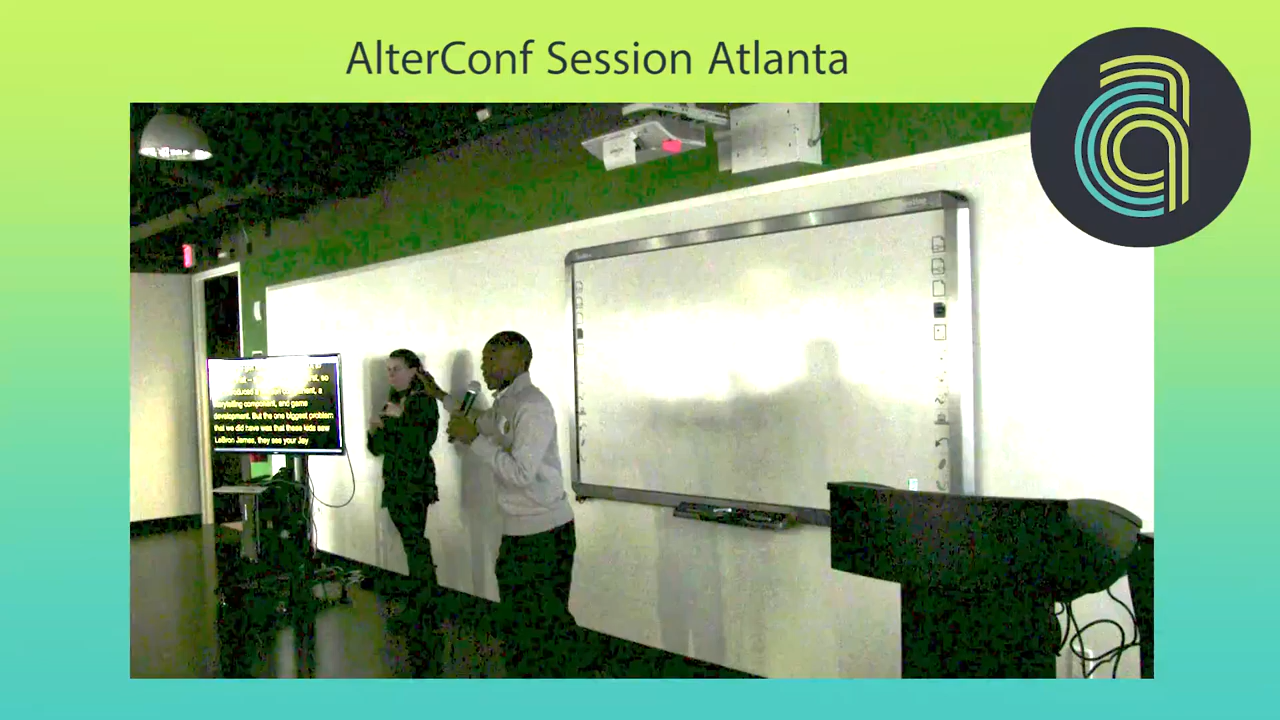 AlterConf Session Atlanta
storytelling component, and game
development. But the one biggest problem
that we did have was that these kids saw
LeBron James, they see your Jay